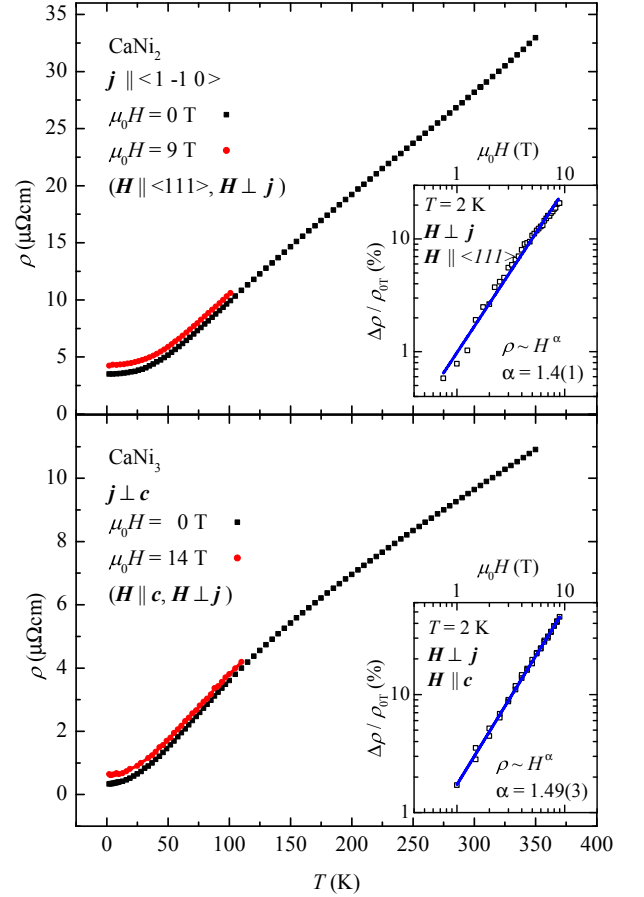 35
30
25
20
15
10
5
0
ρ (μΩcm)
CaNi₂
j || <1 -1 0>
μ₀H = 0 T
μ₀H = 9 T
(H || <111>, H ⊥ j )
μ₀H (T)
1 10
10
1
Δρ / ρ₀T (%)
T = 2 K
H ⊥ j
H || <111>
ρ ~ H^α
α = 1.4(1)
10
8
6
4
2
0
ρ (μΩcm)
CaNi₃
j ⊥ c
μ₀H = 0 T
μ₀H = 14 T
(H || c, H ⊥ j )
μ₀H (T)
1 10
10
1
Δρ / ρ₀T (%)
T = 2 K
H ⊥ j
H || c
ρ ~ H^α
α = 1.49(3)
0 50 100 150 200 250 300 350 400
T (K)